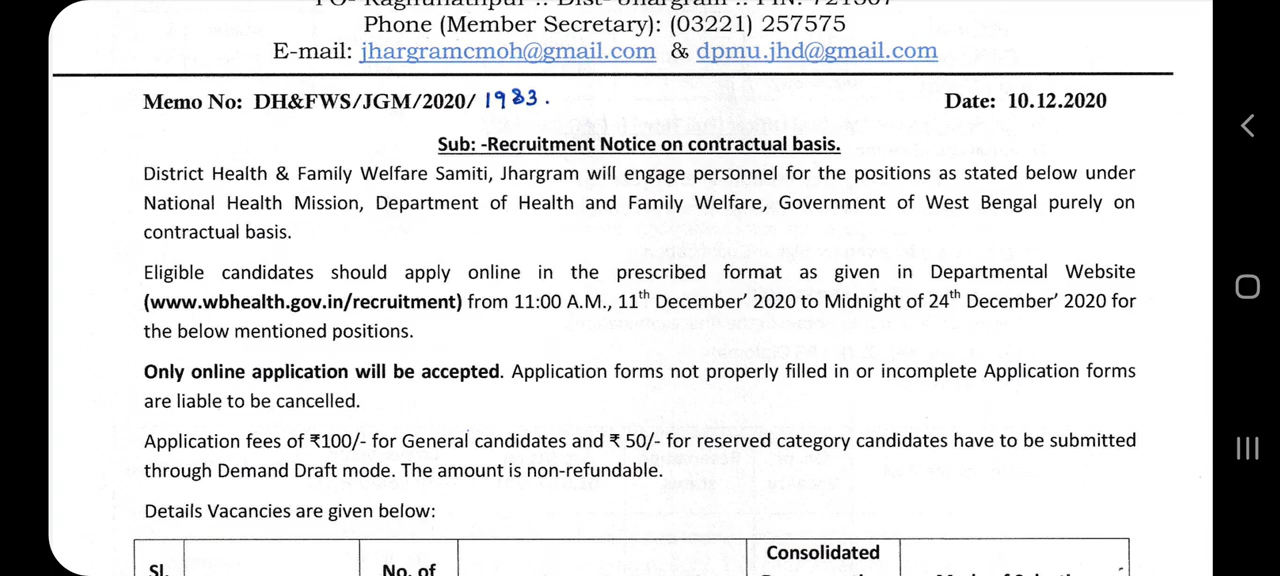 Phone (Member Secretary): (03221) 257575
E-mail: jhargramcmoh@gmail.com & dpmu.jhd@gmail.com
Memo No: DH&FWS/JGM/2020/ 1983. Date: 10.12.2020
Sub: -Recruitment Notice on contractual basis.
District Health & Family Welfare Samiti, Jhargram will engage personnel for the positions as stated below under
National Health Mission, Department of Health and Family Welfare, Government of West Bengal purely on
contractual basis.
Eligible candidates should apply online in the prescribed format as given in Departmental Website
(www.wbhealth.gov.in/recruitment) from 11:00 A.M., 11th December' 2020 to Midnight of 24th December' 2020 for
the below mentioned positions.
Only online application will be accepted. Application forms not properly filled in or incomplete Application forms
are liable to be cancelled.
Application fees of ₹100/- for General candidates and ₹ 50/- for reserved category candidates have to be submitted
through Demand Draft mode. The amount is non-refundable.
Details Vacancies are given below:
Consolidated
Sl. No. of